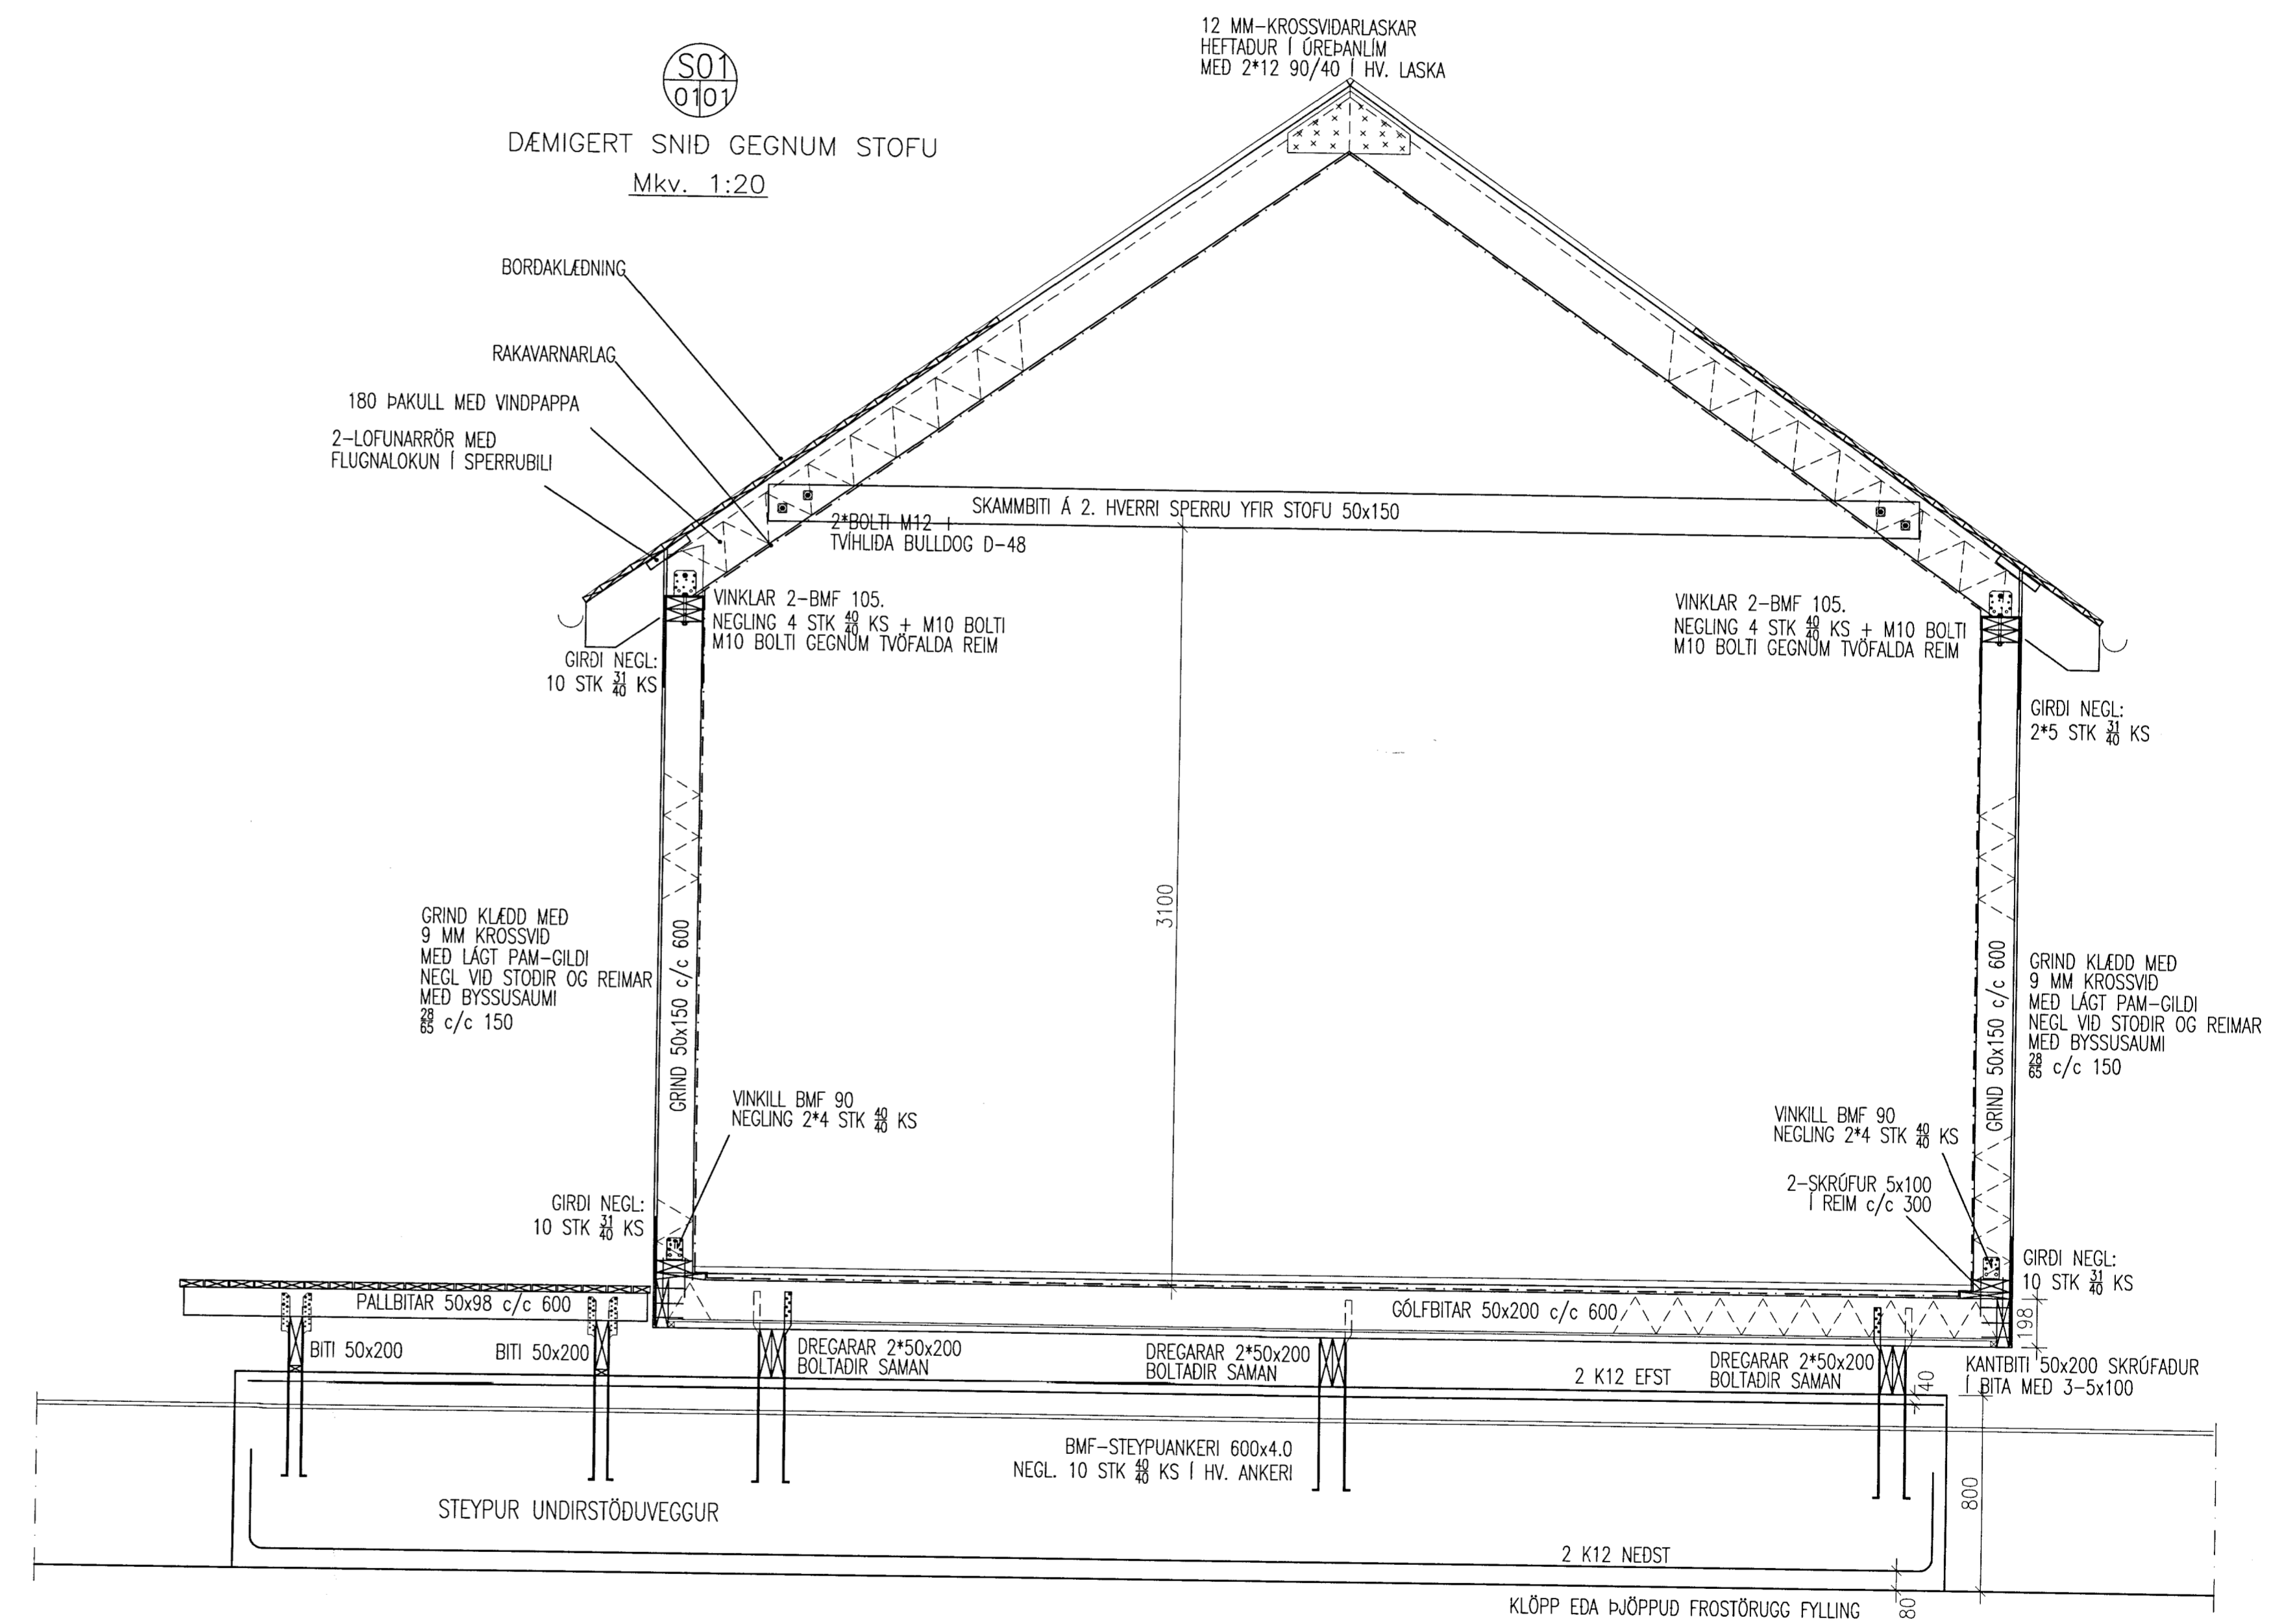 12 MM-KROSSVIÐARLASKAR
HEFTAÐUR Í ÚREÞANLÍM
MEÐ 2*12 90/40 Í HV. LASKA
S01
0101
DÆMIGERT SNIÐ GEGNUM STOFU
Mkv. 1:20
BORÐAKLÆÐNING
RAKAVARNARLAG
180 ÞAKULL MEÐ VINDPAPPA
2-LOFUNARRÖR MEÐ
FLUGNALOKUN Í SPERRUBILI
SKAMMBITI Á 2. HVERRI SPERRU YFIR STOFU 50x150
2*BOLTI M12 +
TVÍHLIÐA BULLDOG D-48
VINKLAR 2-BMF 105.
NEGLING 4 STK 40/40 KS + M10 BOLTI
M10 BOLTI GEGNUM TVÖFALDA REIM
VINKLAR 2-BMF 105.
NEGLING 4 STK 40/40 KS + M10 BOLTI
M10 BOLTI GEGNUM TVÖFALDA REIM
GIRÐI NEGL:
10 STK 31/40 KS
GIRÐI NEGL:
2*5 STK 31/40 KS
3100
GRIND KLÆDD MEÐ
9 MM KROSSVIÐ
MEÐ LÁGT PAM-GILDI
NEGL VIÐ STOÐIR OG REIMAR
MEÐ BYSSUSAUMI
28/65 c/c 150
GRIND 50x150 c/c 600
GRIND 50x150 c/c 600
GRIND KLÆDD MEÐ
9 MM KROSSVIÐ
MEÐ LÁGT PAM-GILDI
NEGL VIÐ STOÐIR OG REIMAR
MEÐ BYSSUSAUMI
28/65 c/c 150
VINKILL BMF 90
NEGLING 2*4 STK 40/40 KS
VINKILL BMF 90
NEGLING 2*4 STK 40/40 KS
2-SKRÚFUR 5x100
Í REIM c/c 300
GIRÐI NEGL:
10 STK 31/40 KS
GIRÐI NEGL:
10 STK 31/40 KS
PALLBITAR 50x98 c/c 600
GÓLFBITAR 50x200 c/c 600
198
BITI 50x200
BITI 50x200
DREGARAR 2*50x200
BOLTAÐIR SAMAN
DREGARAR 2*50x200
BOLTAÐIR SAMAN
DREGARAR 2*50x200
BOLTAÐIR SAMAN
KANTBITI 50x200 SKRÚFAÐUR
Í BITA MEÐ 3-5x100
2 K12 EFST
40
BMF-STEYPUANKERI 600x4.0
NEGL. 10 STK 40/40 KS Í HV. ANKERI
800
STEYPUR UNDIRSTÖÐUVEGGUR
2 K12 NEÐST
80
KLÖPP EÐA ÞJÖPPUÐ FROSTÖRUGG FYLLING